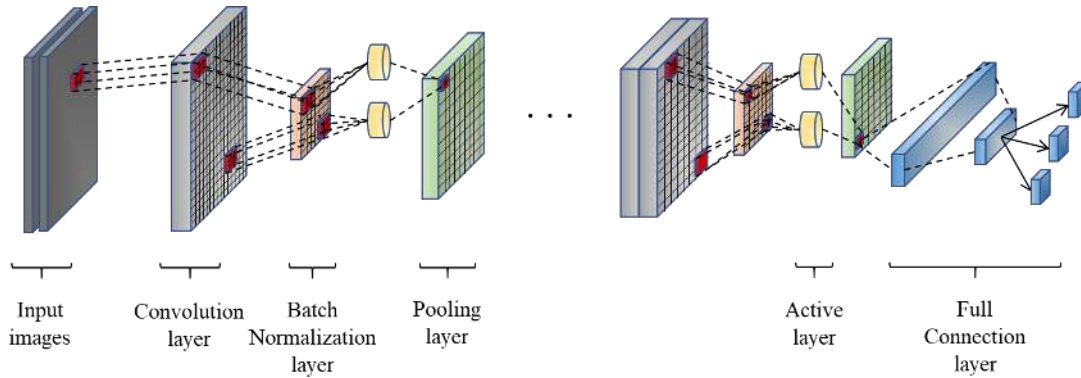 Input
images
Convolution
layer
Batch
Normalization
layer
Pooling
layer
. . .
Active
layer
Full
Connection
layer